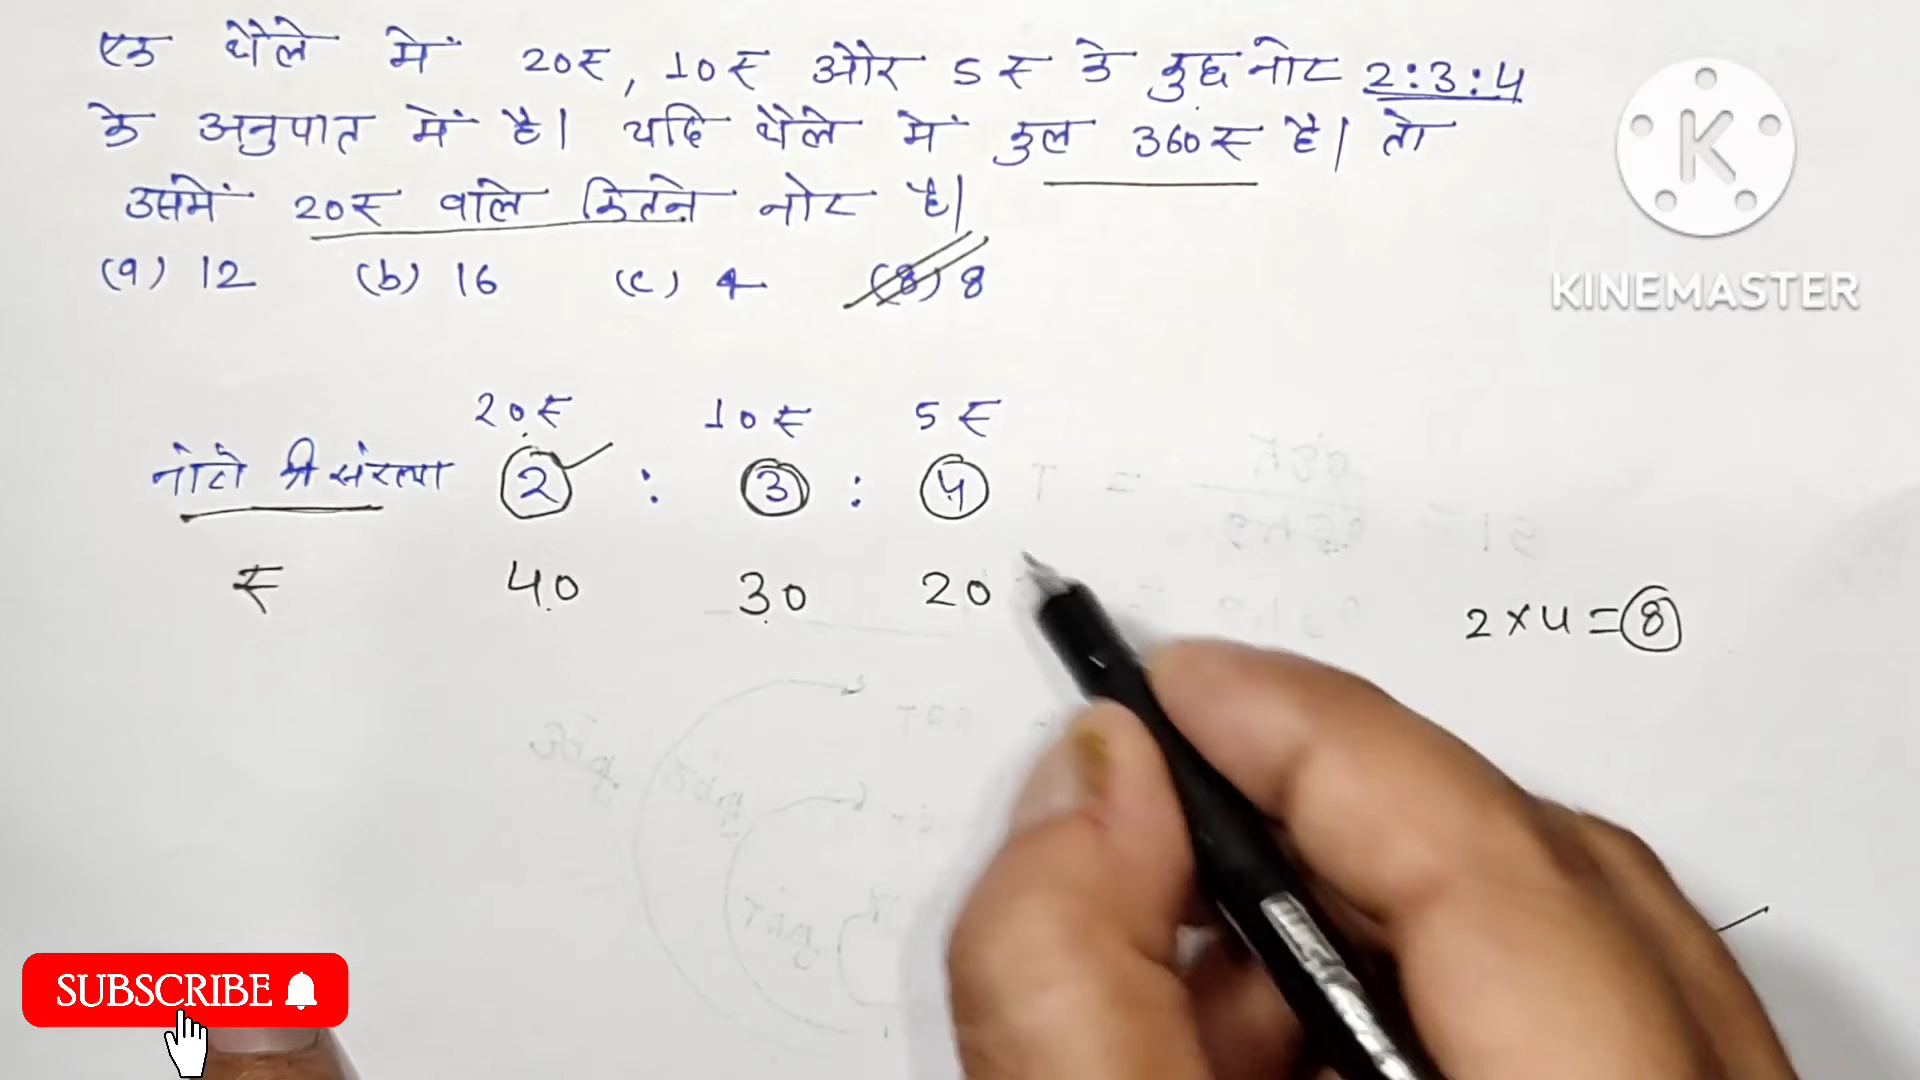 एक थैले में 20₹, 10₹ और 5₹ के कुछ नोट 2:3:4
के अनुपात में है। यदि थैले में कुल 360₹ है। तो
उसमें 20₹ वाले कितने नोट है।
(a) 12 (b) 16 (c) 4 (d) 8
KINEMASTER
20₹ 10₹ 5₹
नोटो की संख्या 2 : 3 : 4
₹ 40 30 20
2 × 4 = 8
SUBSCRIBE